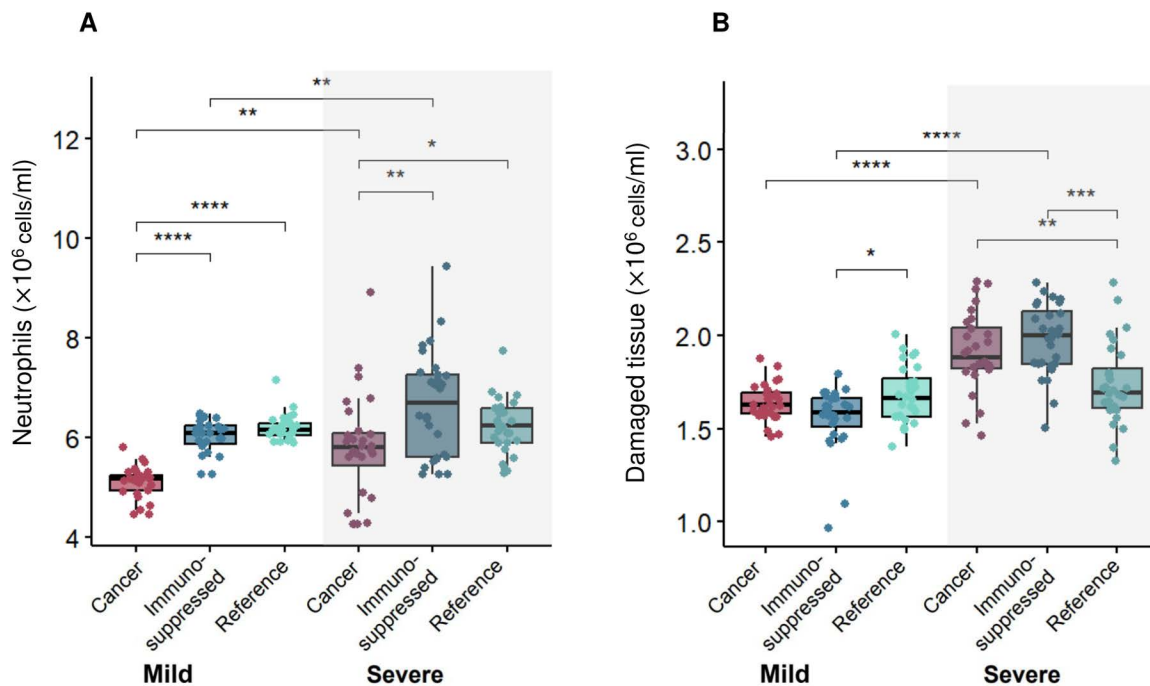 A
Neutrophils (×10⁶ cells/ml)
12
10
8
6
4
**
**
*
**
****
****
Cancer
Immuno-
suppressed
Reference
Cancer
Immuno-
suppressed
Reference
Mild
Severe
B
Damaged tissue (×10⁶ cells/ml)
3.0
2.5
2.0
1.5
1.0
****
****
***
**
*
Cancer
Immuno-
suppressed
Reference
Cancer
Immuno-
suppressed
Reference
Mild
Severe